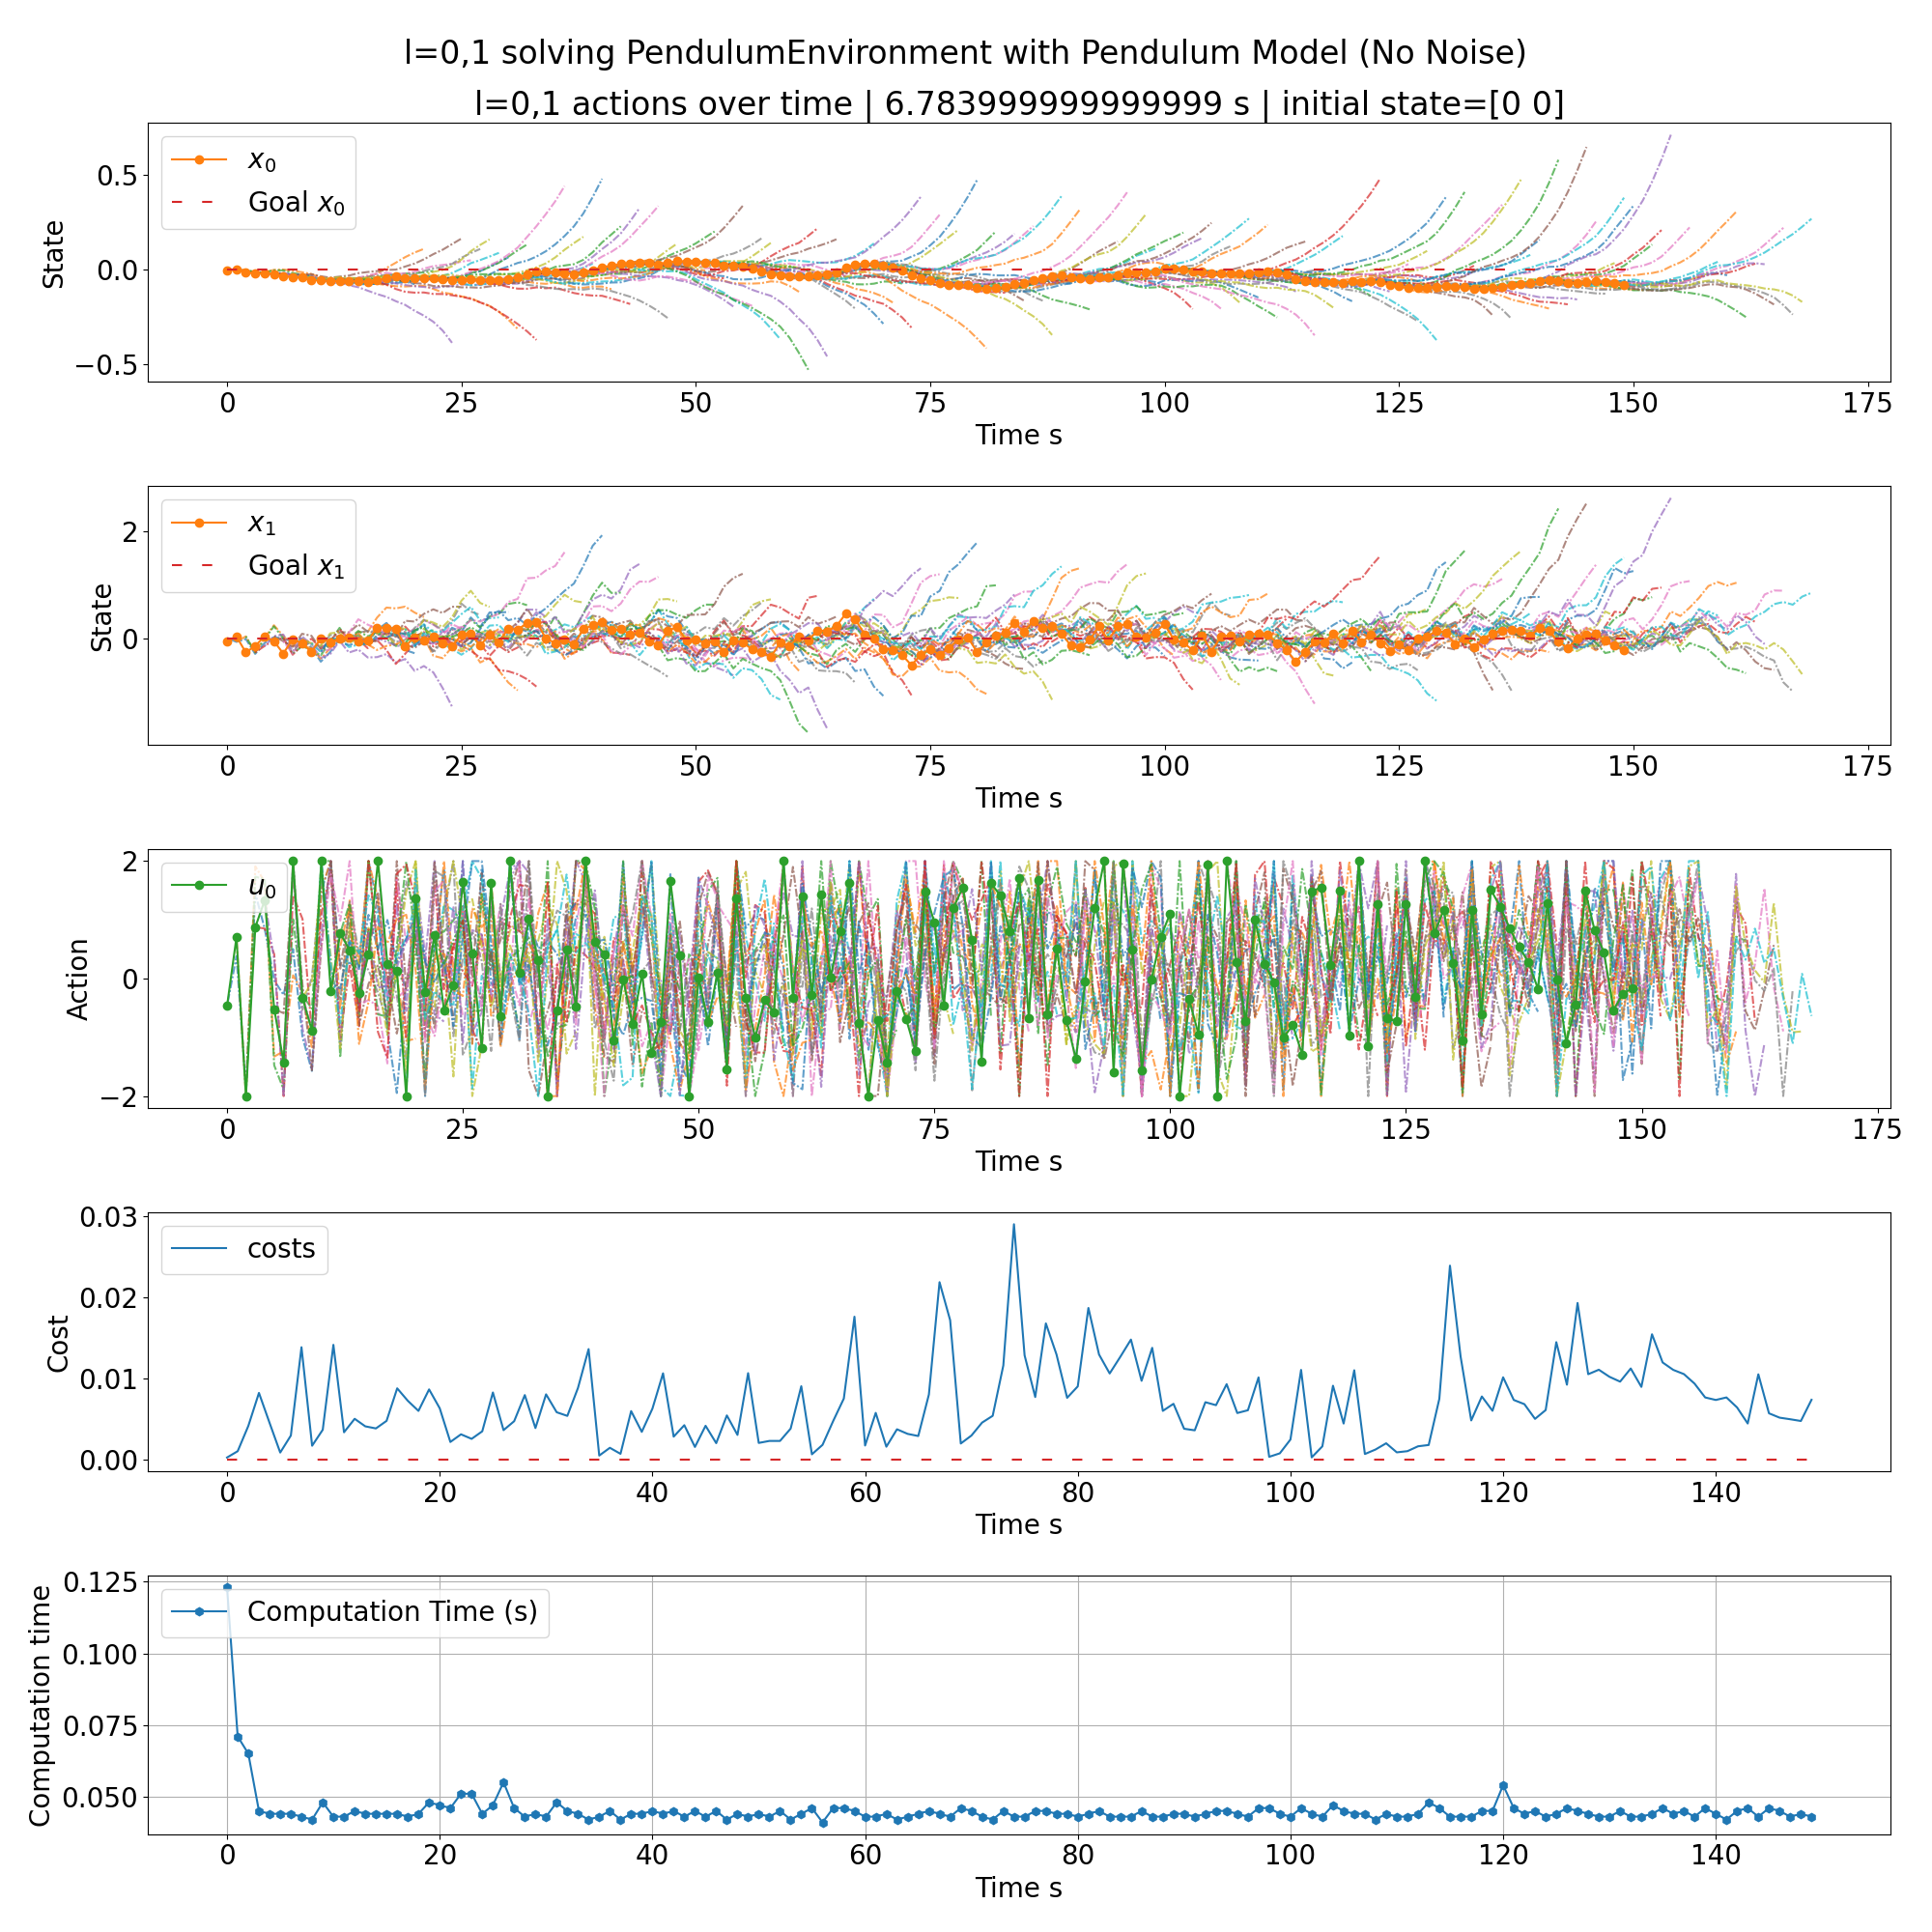 l=0,1 solving PendulumEnvironment with Pendulum Model (No Noise)
l=0,1 actions over time | 6.783999999999999 s | initial state=[0 0]
x0
Goal x0
State
0.5
0.0
−0.5
0 25 50 75 100 125 150 175
Time s
x1
Goal x1
State
2
0
0 25 50 75 100 125 150 175
Time s
u0
Action
2
0
−2
0 25 50 75 100 125 150 175
Time s
costs
Cost
0.03
0.02
0.01
0.00
0 20 40 60 80 100 120 140
Time s
Computation Time (s)
Computation time
0.125
0.100
0.075
0.050
0 20 40 60 80 100 120 140
Time s